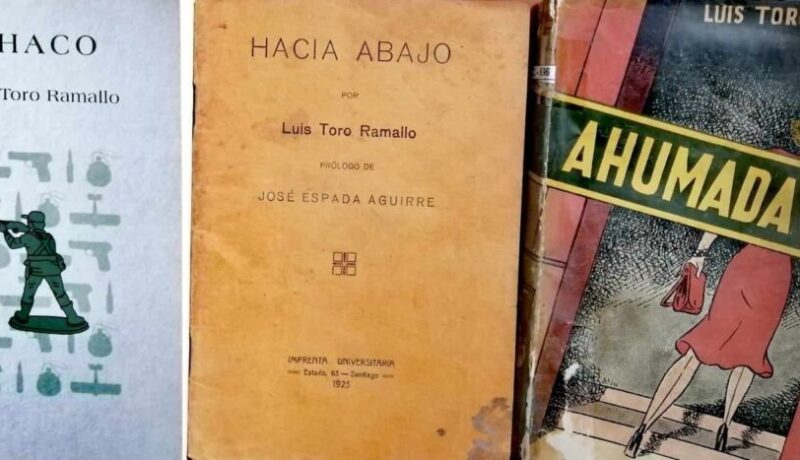 HACO
Toro Ramallo
HACIA ABAJO
POR
Luis Toro Ramallo
PRÓLOGO DE
JOSÉ ESPADA AGUIRRE
IMPRENTA UNIVERSITARIA
Estado, 63 — Santiago
1925
LUIS TOR
AHUMADA